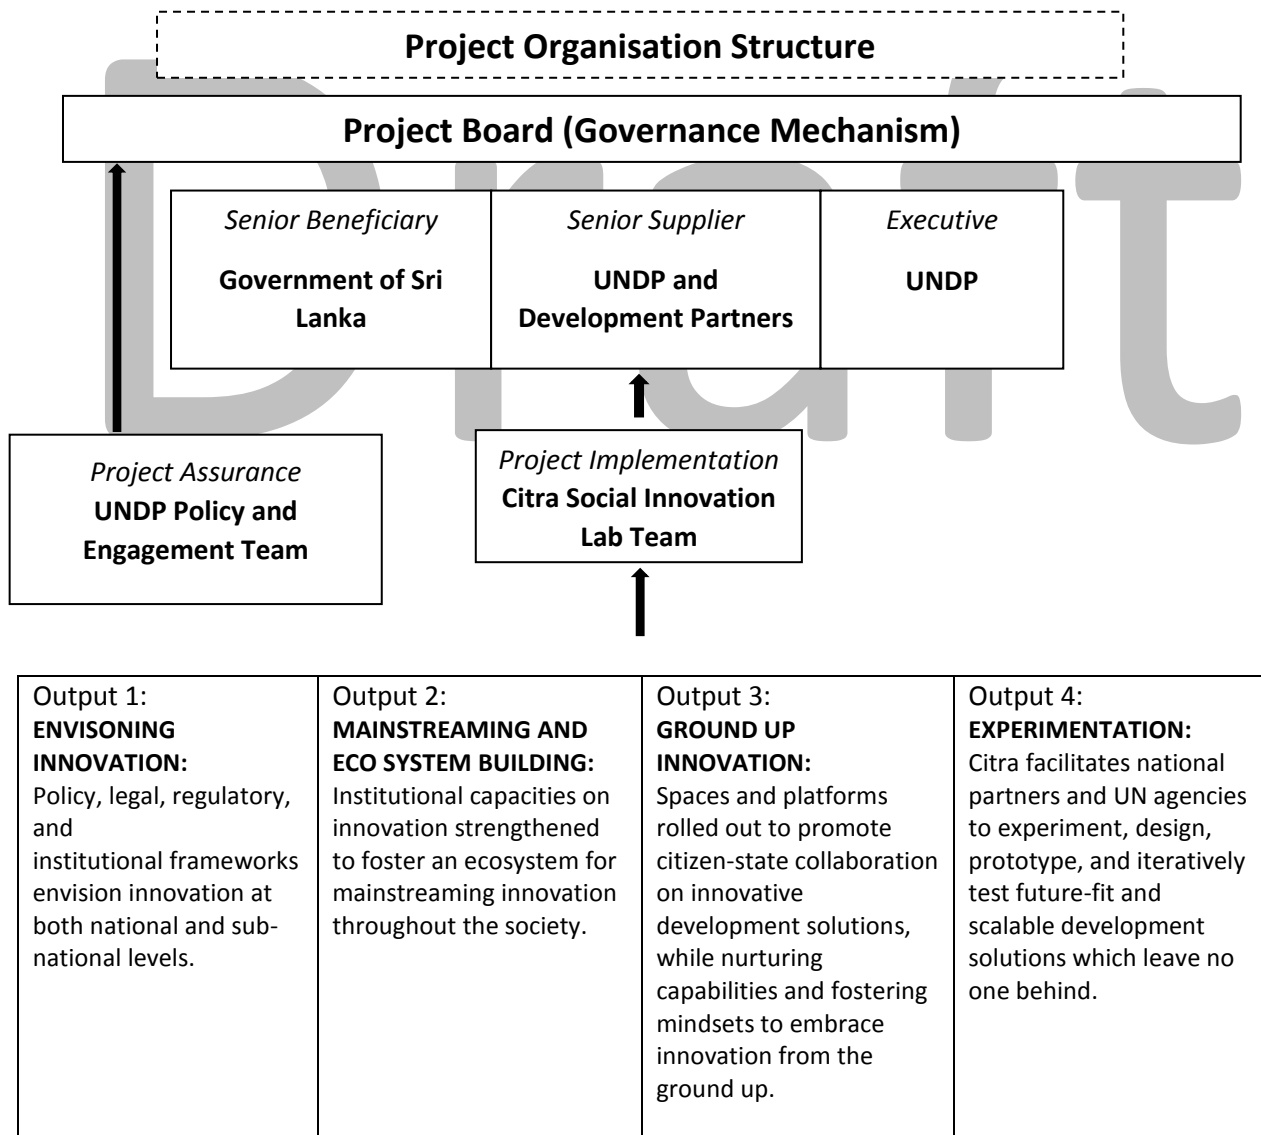 Project Organisation Structure
Project Board (Governance Mechanism)
Draft
Senior Beneficiary
Government of Sri
Lanka
Senior Supplier
UNDP and
Development Partners
Executive
UNDP
Project Assurance
UNDP Policy and
Engagement Team
Project Implementation
Citra Social Innovation
Lab Team
Output 1:
ENVISONING
INNOVATION:
Policy, legal, regulatory,
and
institutional frameworks
envision innovation at
both national and sub-
national levels.
Output 2:
MAINSTREAMING AND
ECO SYSTEM BUILDING:
Institutional capacities on
innovation strengthened
to foster an ecosystem for
mainstreaming innovation
throughout the society.
Output 3:
GROUND UP
INNOVATION:
Spaces and platforms
rolled out to promote
citizen-state collaboration
on innovative
development solutions,
while nurturing
capabilities and fostering
mindsets to embrace
innovation from the
ground up.
Output 4:
EXPERIMENTATION:
Citra facilitates national
partners and UN agencies
to experiment, design,
prototype, and iteratively
test future-fit and
scalable development
solutions which leave no
one behind.